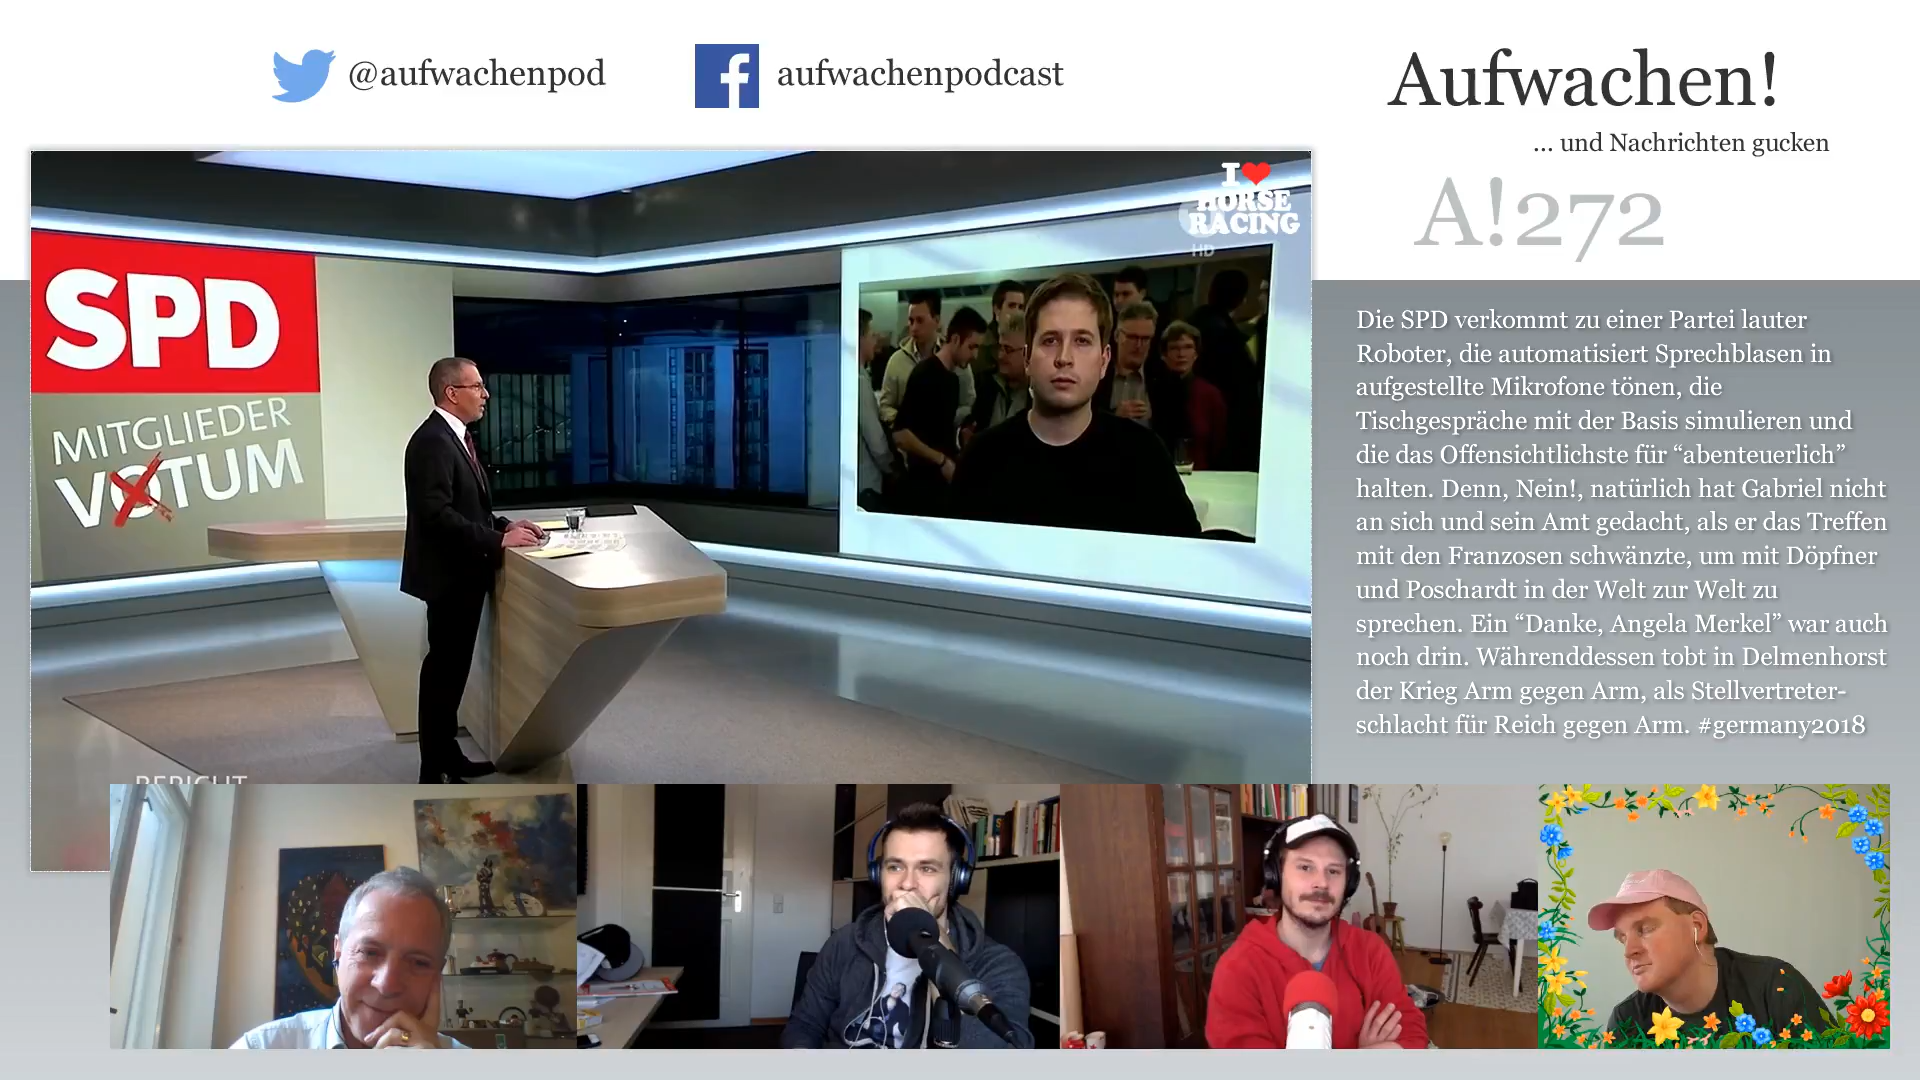 @aufwachenpod
aufwachenpodcast
Aufwachen!
... und Nachrichten gucken
A!272
I
HORSE
RACING
HD
SPD
MITGLIEDER
VOTUM
BERICHT
Die SPD verkommt zu einer Partei lauter
Roboter, die automatisiert Sprechblasen in
aufgestellte Mikrofone tönen, die
Tischgespräche mit der Basis simulieren und
die das Offensichtlichste für “abenteuerlich”
halten. Denn, Nein!, natürlich hat Gabriel nicht
an sich und sein Amt gedacht, als er das Treffen
mit den Franzosen schwänzte, um mit Döpfner
und Poschardt in der Welt zur Welt zu
sprechen. Ein “Danke, Angela Merkel” war auch
noch drin. Währenddessen tobt in Delmenhorst
der Krieg Arm gegen Arm, als Stellvertreter-
schlacht für Reich gegen Arm. #germany2018